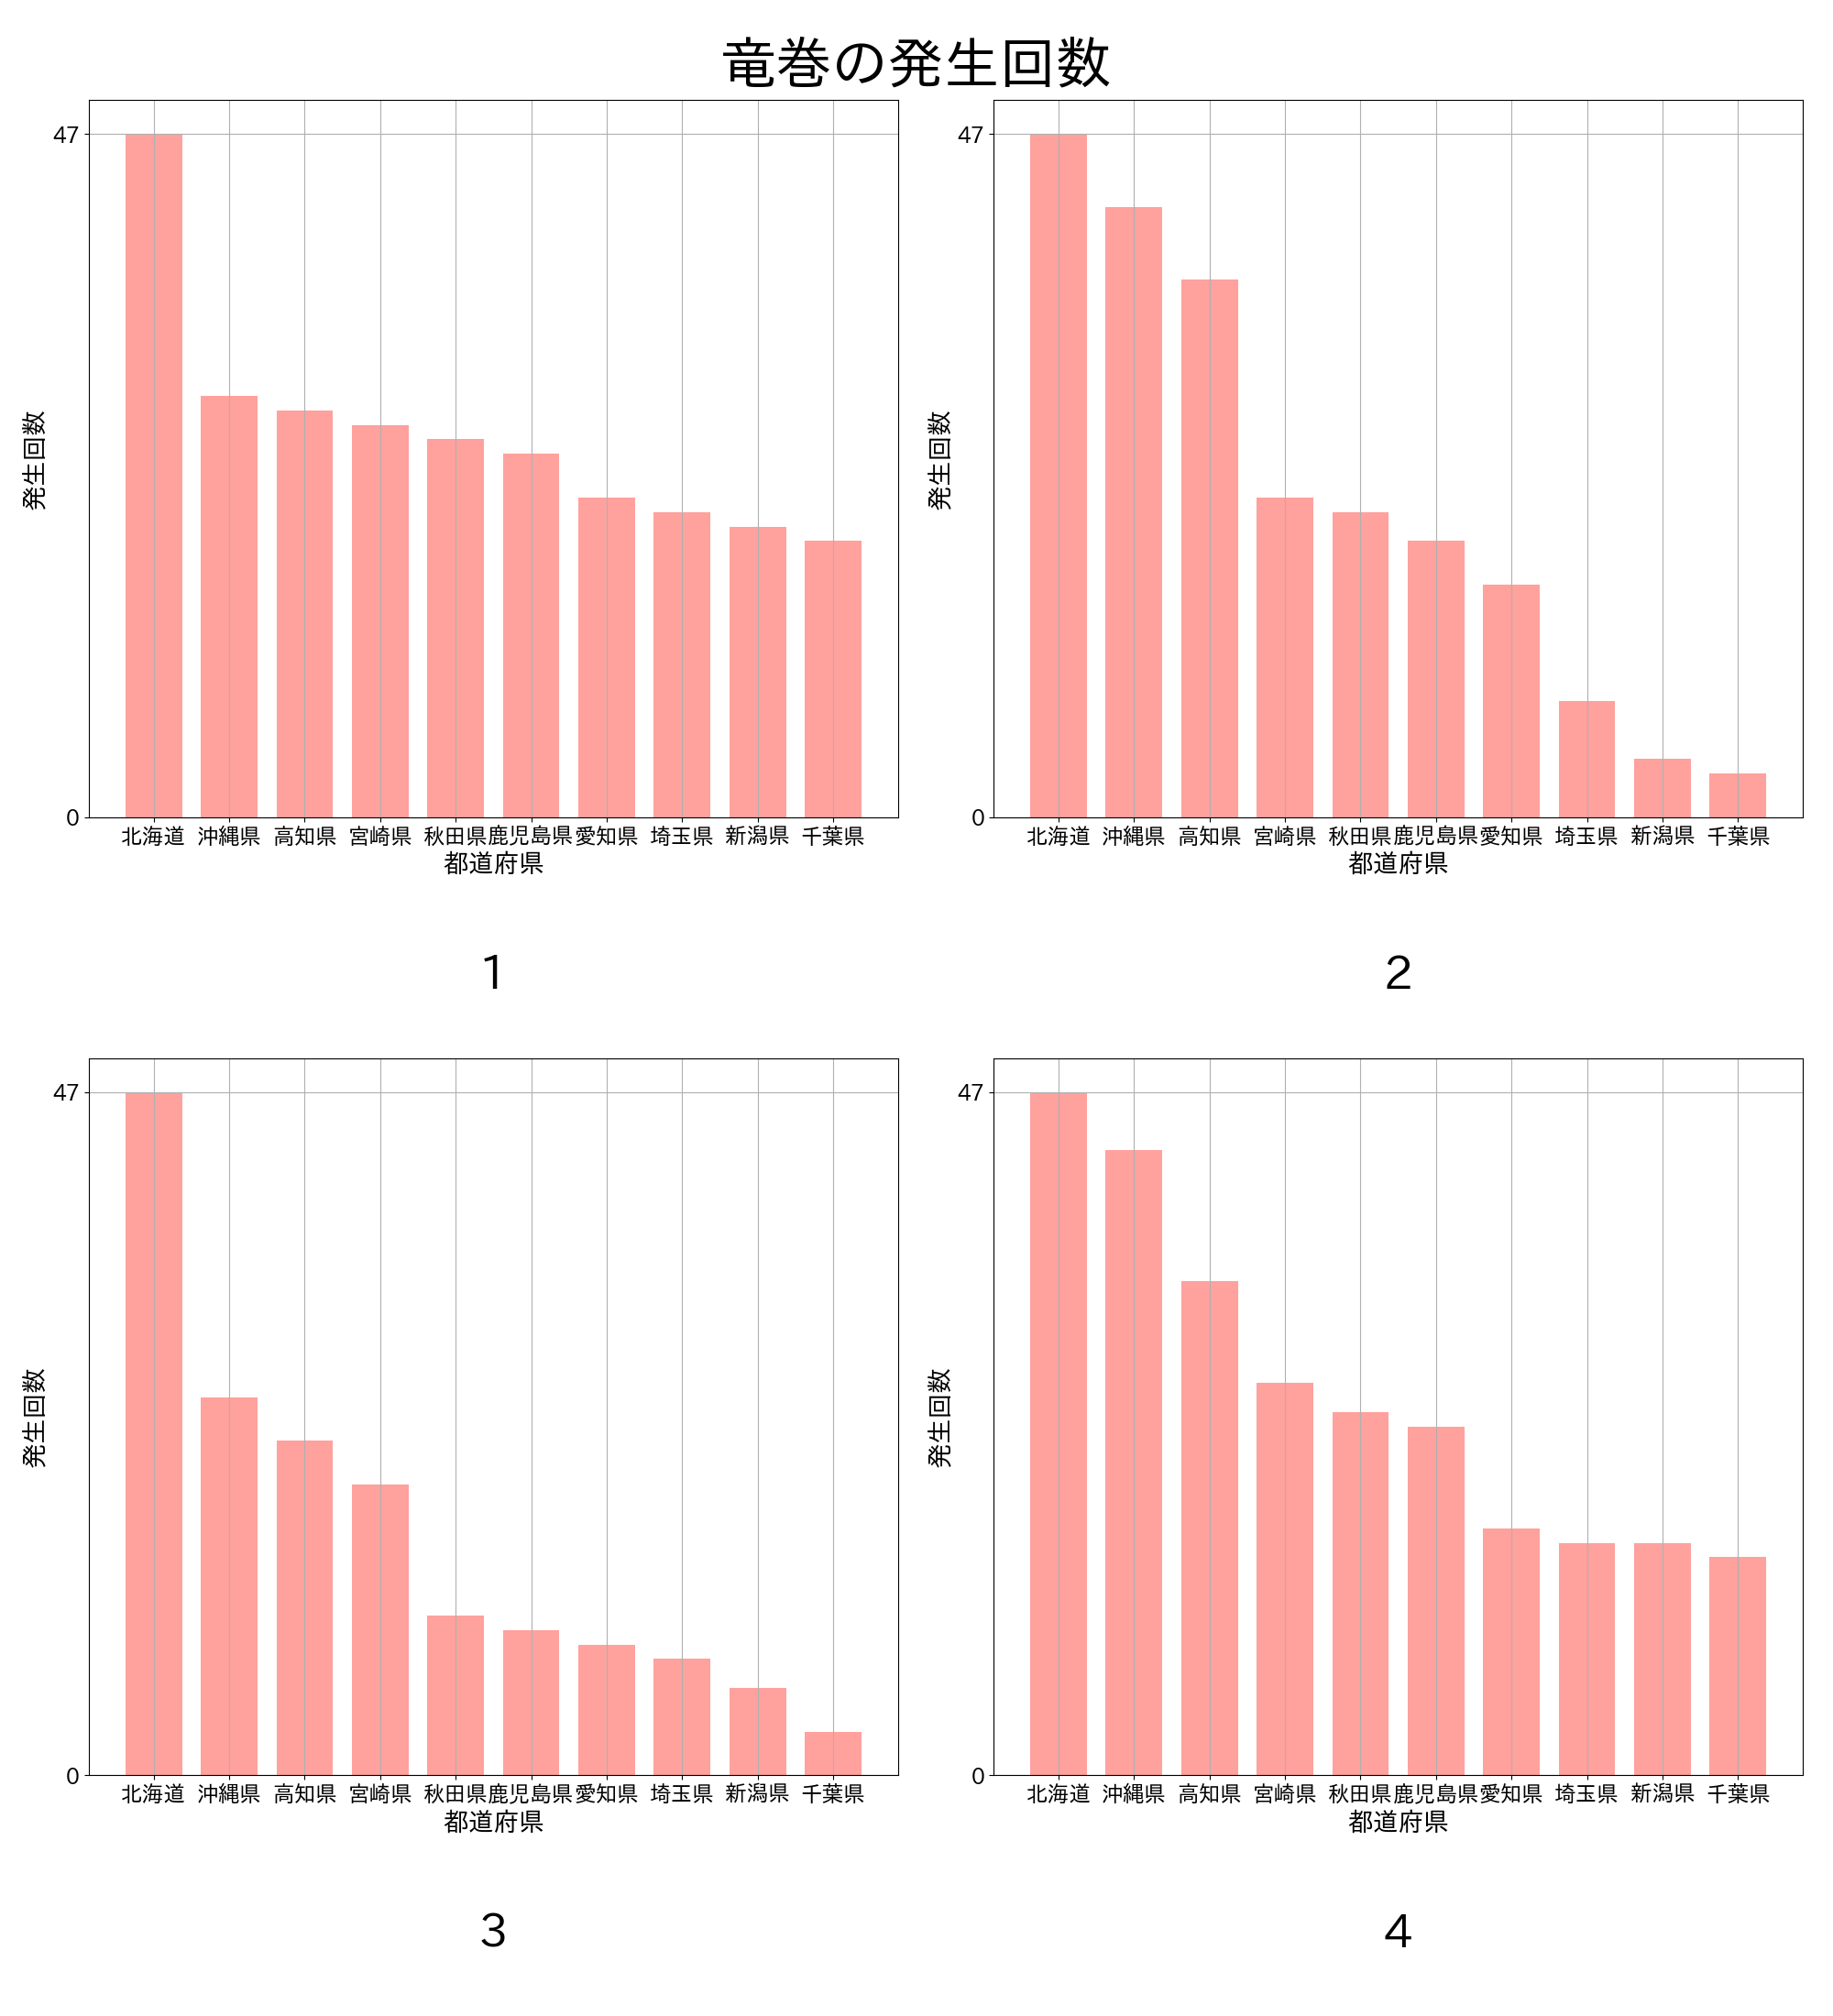 竜巻の発生回数
47
0
発生回数
北海道 沖縄県 高知県 宮崎県 秋田県 鹿児島県 愛知県 埼玉県 新潟県 千葉県
都道府県
1
47
0
発生回数
北海道 沖縄県 高知県 宮崎県 秋田県 鹿児島県 愛知県 埼玉県 新潟県 千葉県
都道府県
2
47
0
発生回数
北海道 沖縄県 高知県 宮崎県 秋田県 鹿児島県 愛知県 埼玉県 新潟県 千葉県
都道府県
3
47
0
発生回数
北海道 沖縄県 高知県 宮崎県 秋田県 鹿児島県 愛知県 埼玉県 新潟県 千葉県
都道府県
4